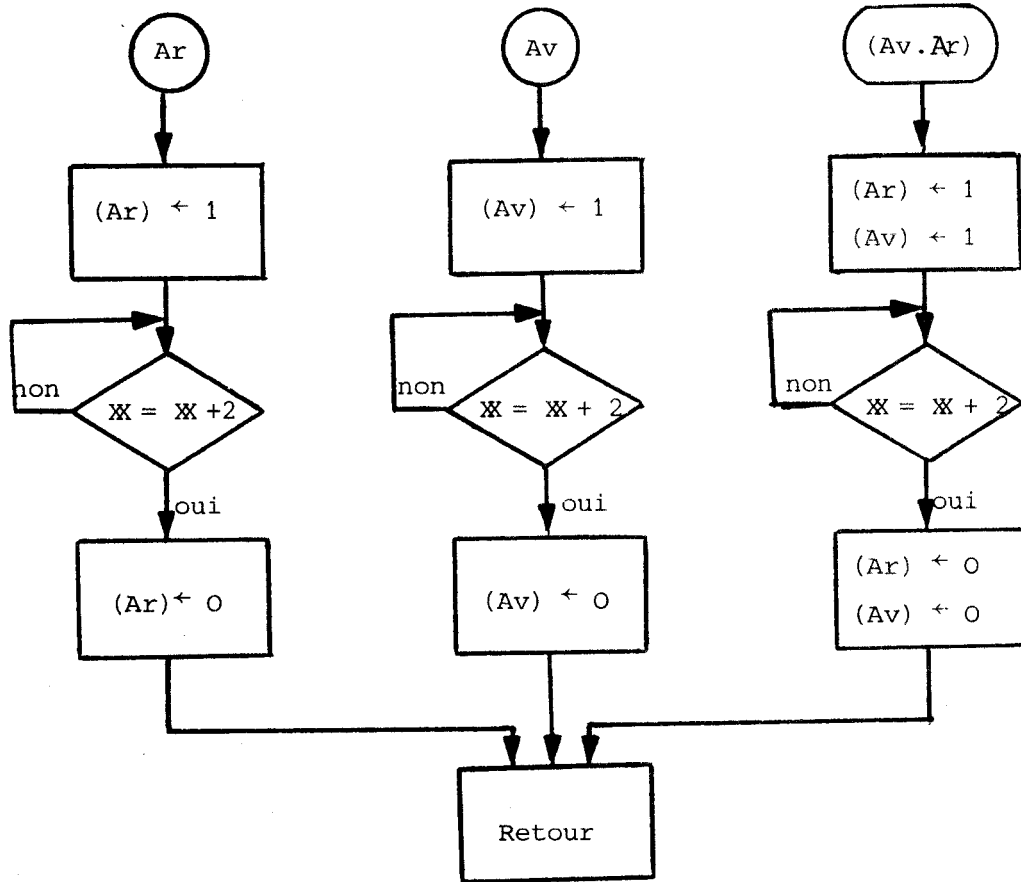 Ar
(Ar) ← 1
non
XX = XX +2
oui
(Ar) ← O
Av
(Av) ← 1
non
XX = XX + 2
oui
(Av) ← O
(Av.Ar)
(Ar) ← 1
(Av) ← 1
non
XX = XX + 2
oui
(Ar) ← O
(Av) ← O
Retour